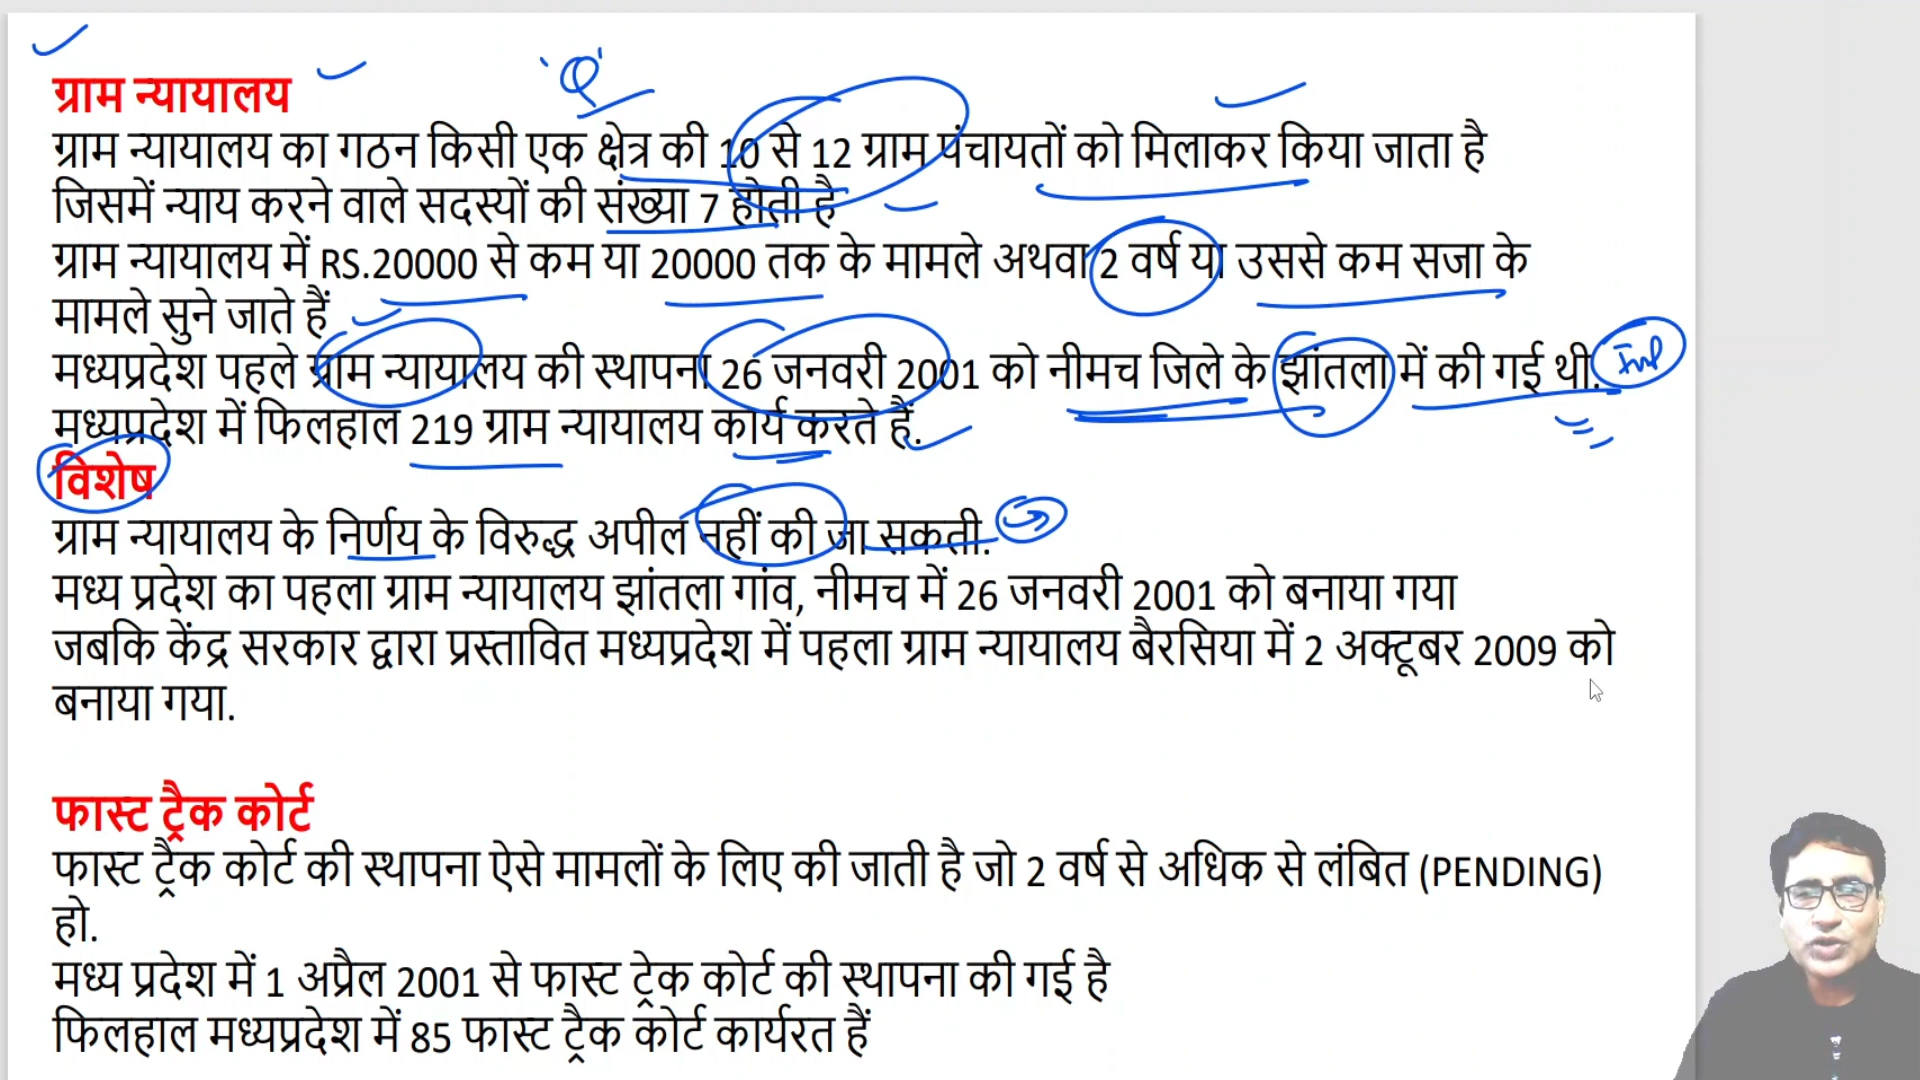 ग्राम न्यायालय
'Q'
ग्राम न्यायालय का गठन किसी एक क्षेत्र की 10 से 12 ग्राम पंचायतों को मिलाकर किया जाता है
जिसमें न्याय करने वाले सदस्यों की संख्या 7 होती है
ग्राम न्यायालय में RS.20000 से कम या 20000 तक के मामले अथवा 2 वर्ष या उससे कम सजा के
मामले सुने जाते हैं
मध्यप्रदेश पहले ग्राम न्यायालय की स्थापना 26 जनवरी 2001 को नीमच जिले के झांतला में की गई थी. Imp
मध्यप्रदेश में फिलहाल 219 ग्राम न्यायालय कार्य करते हैं.
विशेष
ग्राम न्यायालय के निर्णय के विरुद्ध अपील नहीं की जा सकती.
मध्य प्रदेश का पहला ग्राम न्यायालय झांतला गांव, नीमच में 26 जनवरी 2001 को बनाया गया
जबकि केंद्र सरकार द्वारा प्रस्तावित मध्यप्रदेश में पहला ग्राम न्यायालय बैरसिया में 2 अक्टूबर 2009 को
बनाया गया.
फास्ट ट्रैक कोर्ट
फास्ट ट्रैक कोर्ट की स्थापना ऐसे मामलों के लिए की जाती है जो 2 वर्ष से अधिक से लंबित (PENDING)
हो.
मध्य प्रदेश में 1 अप्रैल 2001 से फास्ट ट्रेक कोर्ट की स्थापना की गई है
फिलहाल मध्यप्रदेश में 85 फास्ट ट्रैक कोर्ट कार्यरत हैं